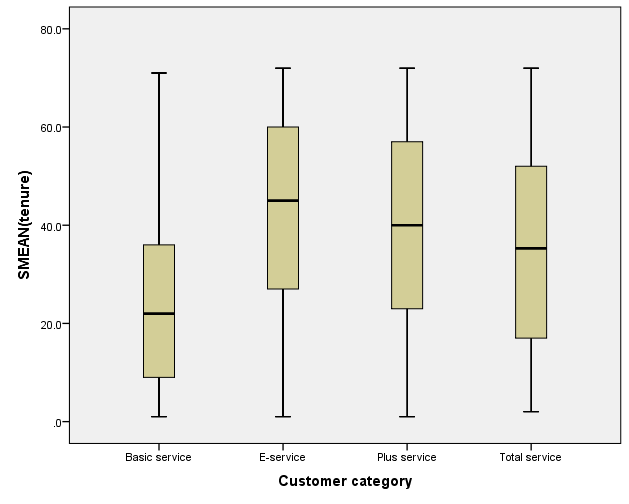 SMEAN(tenure)
80.0
60.0
40.0
20.0
.0
Basic service
E-service
Plus service
Total service
Customer category